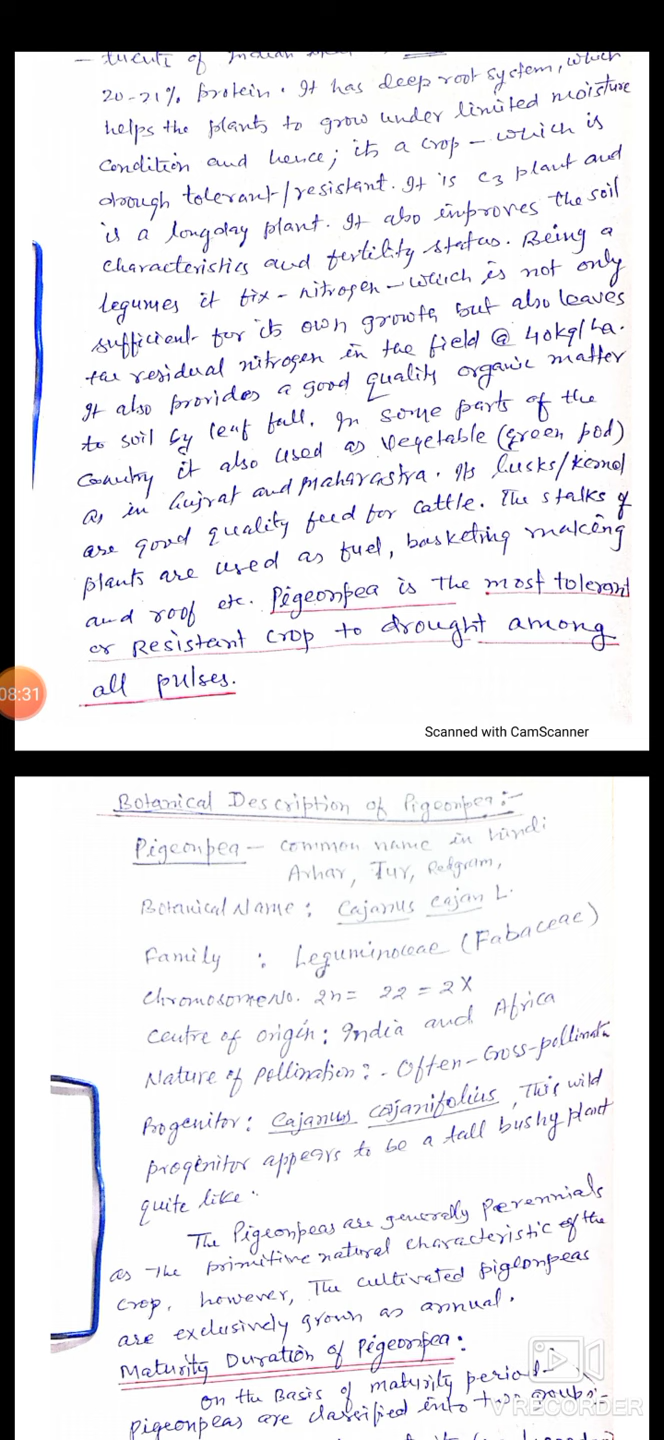 - tuents of Indian
20-21% protein. It has deep root system, which
helps the plants to grow under limited moisture
condition and hence; its a crop - which is
drough tolerant/resistant. It is C3 plant and
is a longday plant. It also improves the soil
characteristics and fertility status. Being a
legumes it fix - nitrogen - which is not only
sufficient for its own growth but also leaves
the residual nitrogen in the field @ 40kg/ha.
It also provides a good quality organic matter
to soil by leaf fall. In some parts of the
Country it also used as vegetable (green pod)
as in Gujrat and Maharastra. Its husks/kernel
are good quality feed for cattle. The stalks of
plants are used as fuel, basketing making
and roof etc. Pigeonpea is the most tolerant
or Resistant crop to drought among
all pulses.
08:31
Scanned with CamScanner
Botanical Description of Pigeonpea:-
Pigeonpea - common name in hindi
Arhar, Tur, Redgram,
Botanical Name: Cajanus cajan L.
Family : Leguminoceae (Fabaceae)
Chromosome No. 2n = 22 = 2X
Centre of origin: India and Africa
Nature of pollination:- Often-Cross-pollinate
Progenitor: Cajanus cajanifolius, This wild
progenitor appears to be a tall bushy plant
quite like.
The Pigeonpeas are generally Perennials
as The primitive natural characteristic of the
crop, however, The cultivated pigeonpeas
are exclusively grown as annual.
Maturity Duration of Pigeonpea:
On the Basis of maturity period
Pigeonpeas are classified into two groups:-
V RECORDER